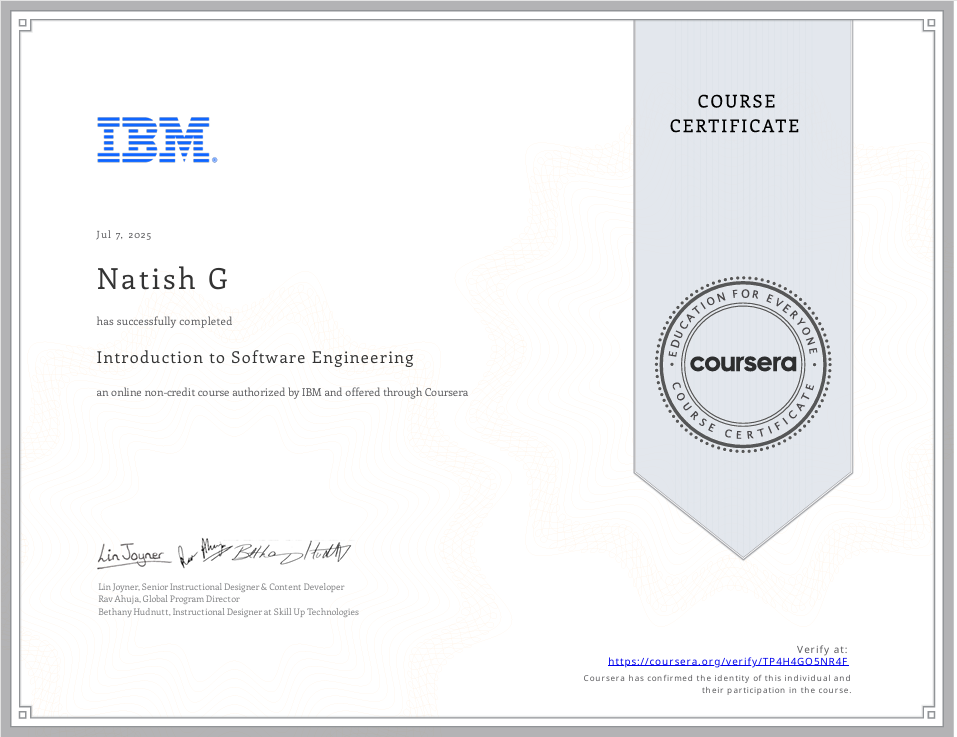 IBM®
COURSE
CERTIFICATE
Jul 7, 2025
Natish G
has successfully completed
Introduction to Software Engineering
an online non-credit course authorized by IBM and offered through Coursera
EDUCATION FOR EVERYONE
coursera
COURSE CERTIFICATE
Lin Joyner
Lin Joyner, Senior Instructional Designer & Content Developer
Rav Ahuja, Global Program Director
Bethany Hudnutt, Instructional Designer at Skill Up Technologies
Verify at:
https://coursera.org/verify/TP4H4GO5NR4F
Coursera has confirmed the identity of this individual and
their participation in the course.